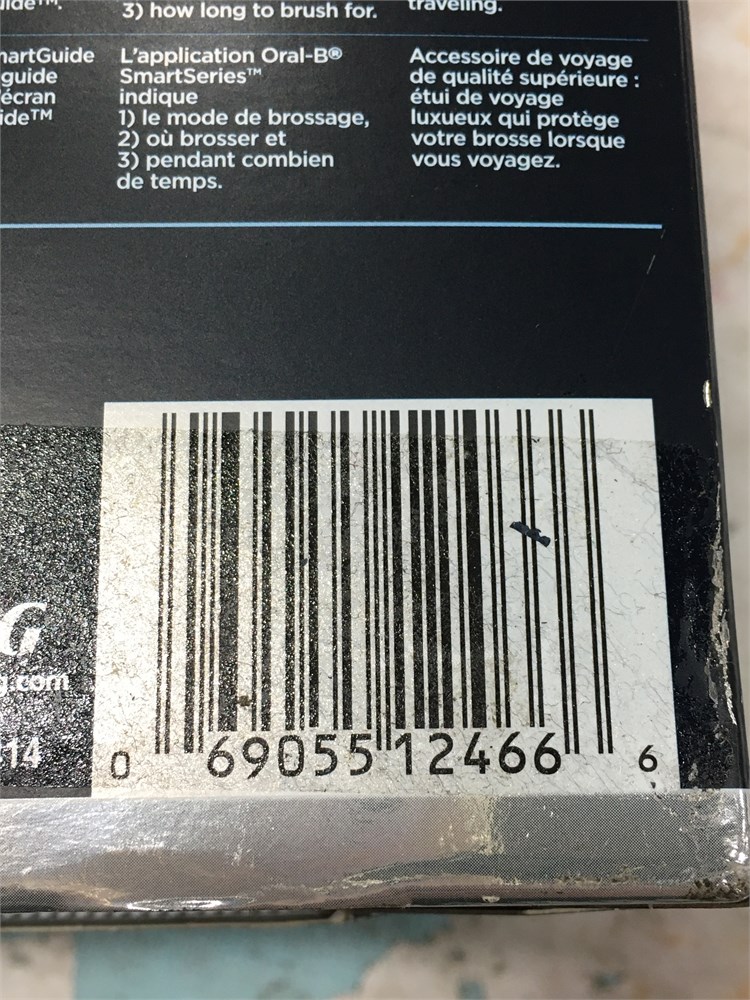 3) how long to brush for.
traveling.
martGuide
guide
écran
ide™
L'application Oral-B®
SmartSeries™
indique
1) le mode de brossage,
2) où brosser et
3) pendant combien
de temps.
Accessoire de voyage
de qualité supérieure :
étui de voyage
luxueux qui protège
votre brosse lorsque
vous voyagez.
G
g.com
14
0 69055 12466 6